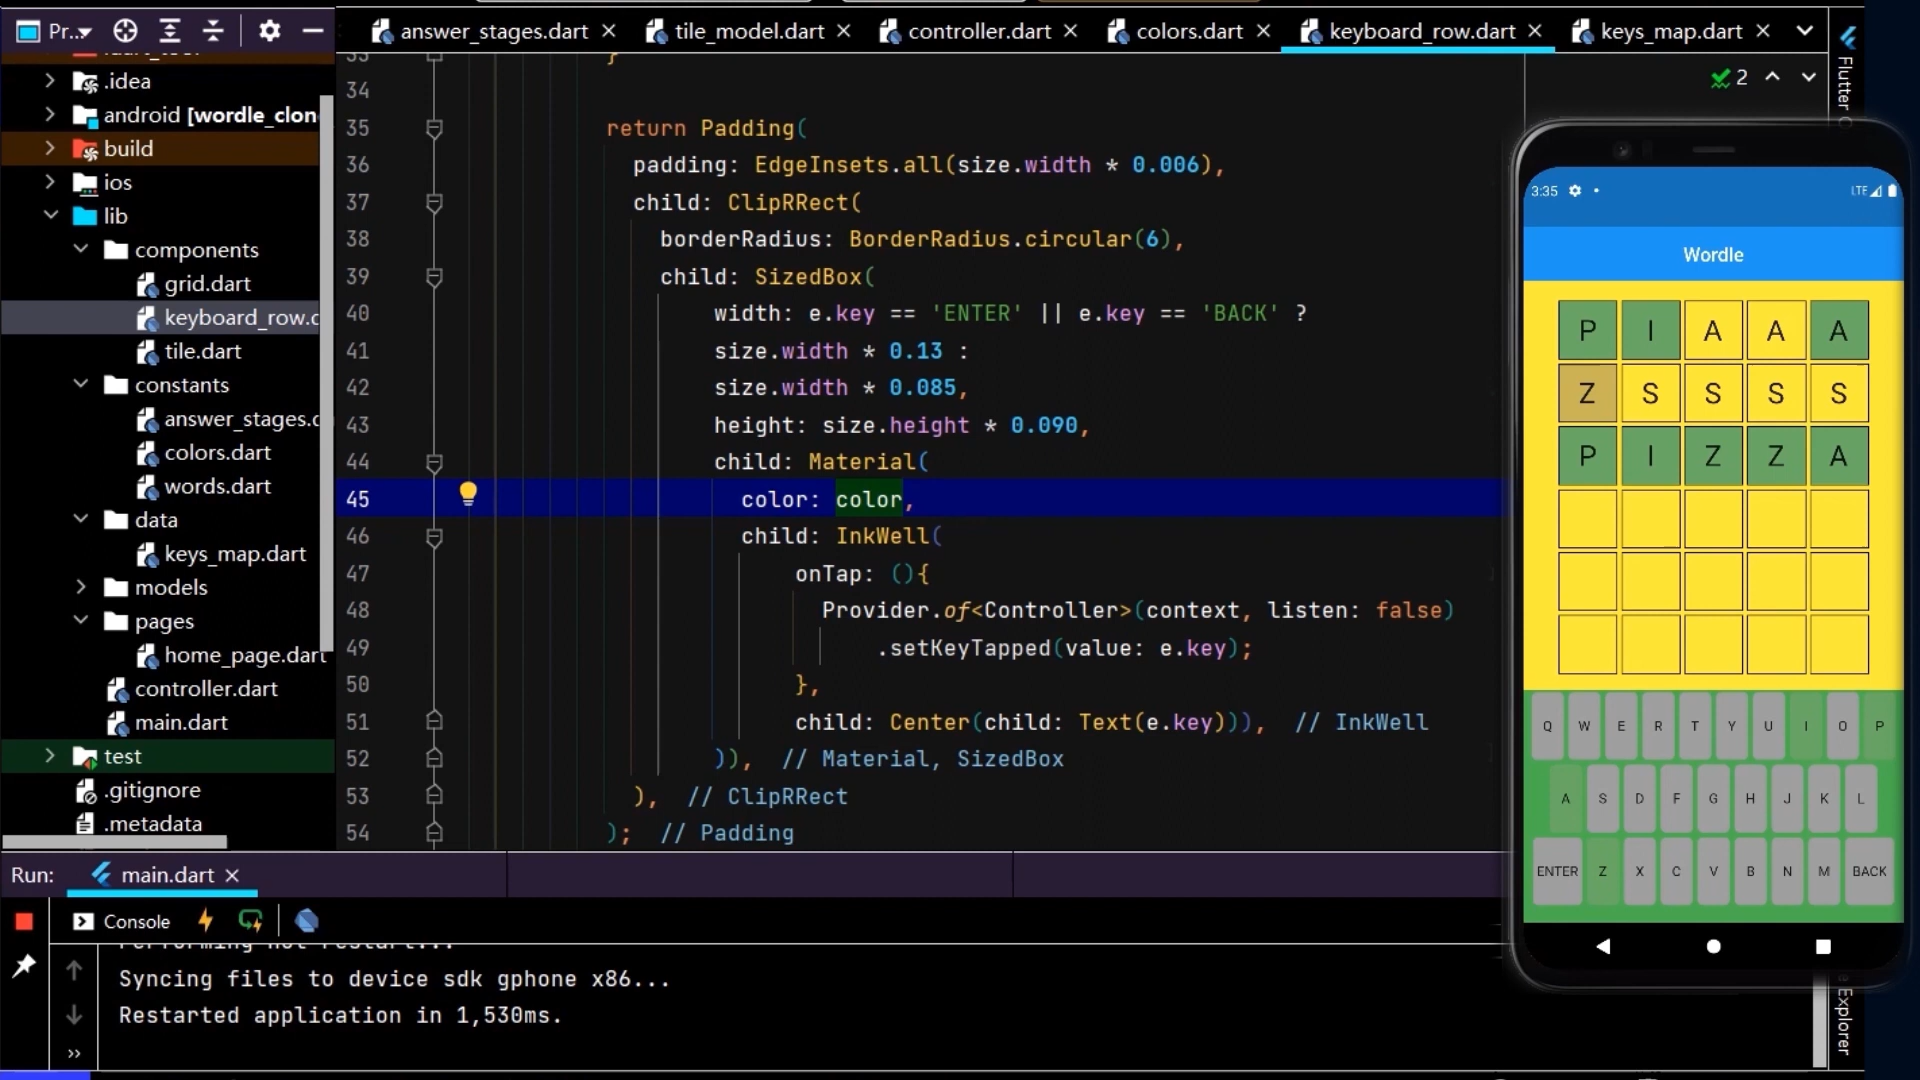 Pr...
answer_stages.dart
tile_model.dart
controller.dart
colors.dart
keyboard_row.dart
keys_map.dart
.idea
android [wordle_clon
build
ios
lib
components
grid.dart
keyboard_row.d
tile.dart
constants
answer_stages.d
colors.dart
words.dart
data
keys_map.dart
models
pages
home_page.dart
controller.dart
main.dart
test
.gitignore
.metadata
33 }
34
35 return Padding(
36 padding: EdgeInsets.all(size.width * 0.006),
37 child: ClipRRect(
38 borderRadius: BorderRadius.circular(6),
39 child: SizedBox(
40 width: e.key == 'ENTER' || e.key == 'BACK' ?
41 size.width * 0.13 :
42 size.width * 0.085,
43 height: size.height * 0.090,
44 child: Material(
45 color: color,
46 child: InkWell(
47 onTap: (){
48 Provider.of<Controller>(context, listen: false)
49 .setKeyTapped(value: e.key);
50 },
51 child: Center(child: Text(e.key))), // InkWell
52 )), // Material, SizedBox
53 ), // ClipRRect
54 ); // Padding
2
Flutter
3:35
LTE
Wordle
P I A A A
Z S S S S
P I Z Z A
Q W E R T Y U I O P
A S D F G H J K L
ENTER Z X C V B N M BACK
Explorer
Run: main.dart
Console
Performing hot restart...
Syncing files to device sdk gphone x86...
Restarted application in 1,530ms.